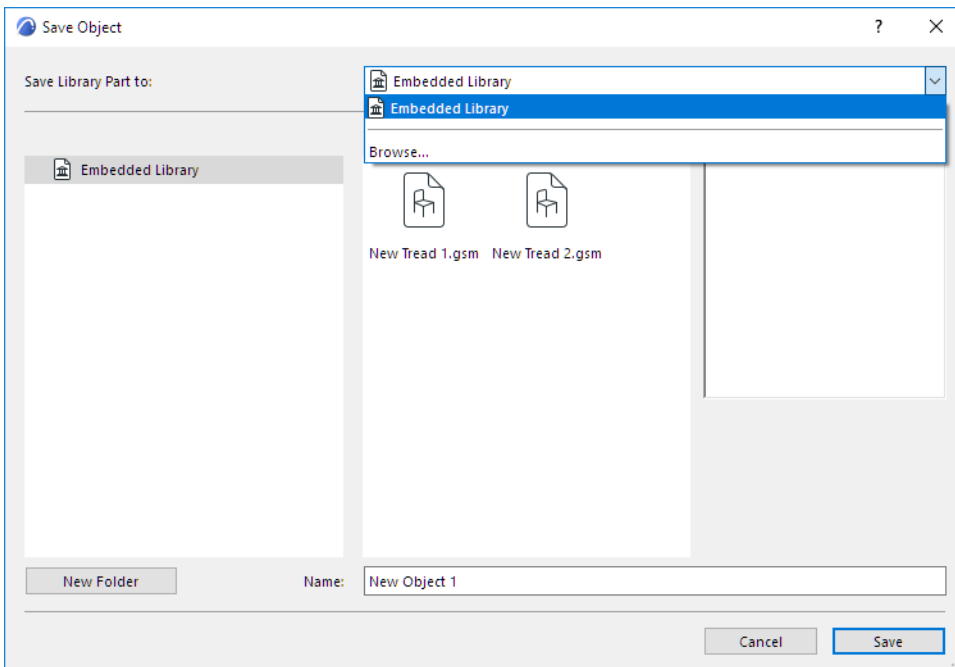 Save Object
?
Save Library Part to:
Embedded Library
Embedded Library
Browse...
Embedded Library
New Tread 1.gsm New Tread 2.gsm
New Folder
Name:
New Object 1
Cancel
Save